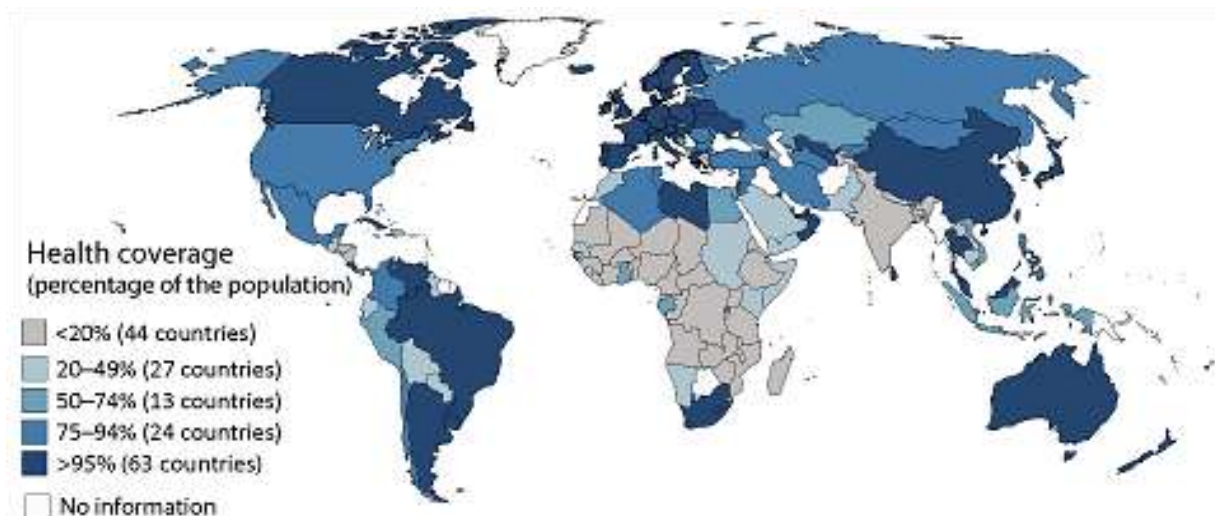 Health coverage
(percentage of the population)
<20% (44 countries)
20–49% (27 countries)
50–74% (13 countries)
75–94% (24 countries)
>95% (63 countries)
No information